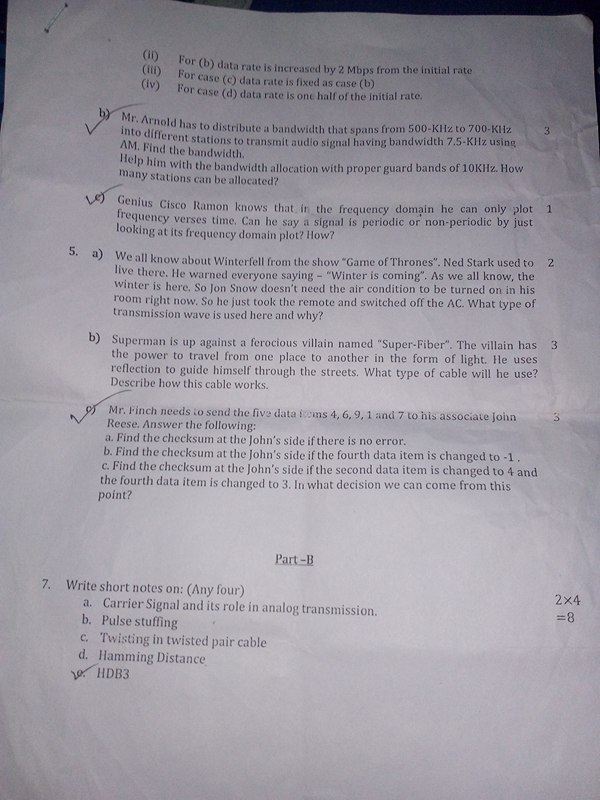 (ii) For (b) data rate is increased by 2 Mbps from the initial rate
(iii) For case (c) data rate is fixed as case (b)
(iv) For case (d) data rate is one half of the initial rate.
b) Mr. Arnold has to distribute a bandwidth that spans from 500-KHz to 700-KHz 3
into different stations to transmit audio signal having bandwidth 7.5-KHz using
AM. Find the bandwidth.
Help him with the bandwidth allocation with proper guard bands of 10KHz. How
many stations can be allocated?
c) Genius Cisco Ramon knows that in the frequency domain he can only plot 1
frequency verses time. Can he say a signal is periodic or non-periodic by just
looking at its frequency domain plot? How?
5. a) We all know about Winterfell from the show "Game of Thrones". Ned Stark used to 2
live there. He warned everyone saying – "Winter is coming". As we all know, the
winter is here. So Jon Snow doesn't need the air condition to be turned on in his
room right now. So he just took the remote and switched off the AC. What type of
transmission wave is used here and why?
b) Superman is up against a ferocious villain named "Super-Fiber". The villain has 3
the power to travel from one place to another in the form of light. He uses
reflection to guide himself through the streets. What type of cable will he use?
Describe how this cable works.
c) Mr. Finch needs to send the five data items 4, 6, 9, 1 and 7 to his associate John 3
Reese. Answer the following:
a. Find the checksum at the John's side if there is no error.
b. Find the checksum at the John's side if the fourth data item is changed to -1 .
c. Find the checksum at the John's side if the second data item is changed to 4 and
the fourth data item is changed to 3. In what decision we can come from this
point?
Part –B
7. Write short notes on: (Any four)
a. Carrier Signal and its role in analog transmission. 2×4
b. Pulse stuffing =8
c. Twisting in twisted pair cable
d. Hamming Distance
e. HDB3